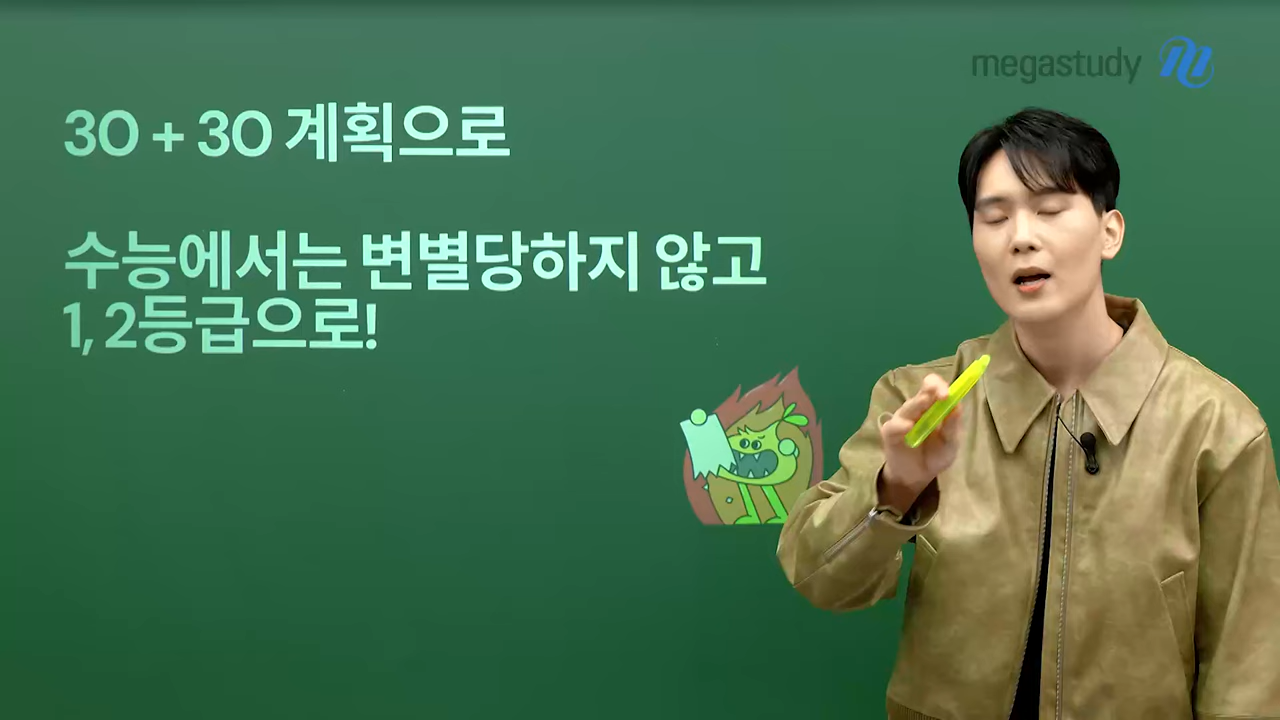 megastudy
30 + 30 계획으로
수능에서는 변별당하지 않고
1, 2등급으로!